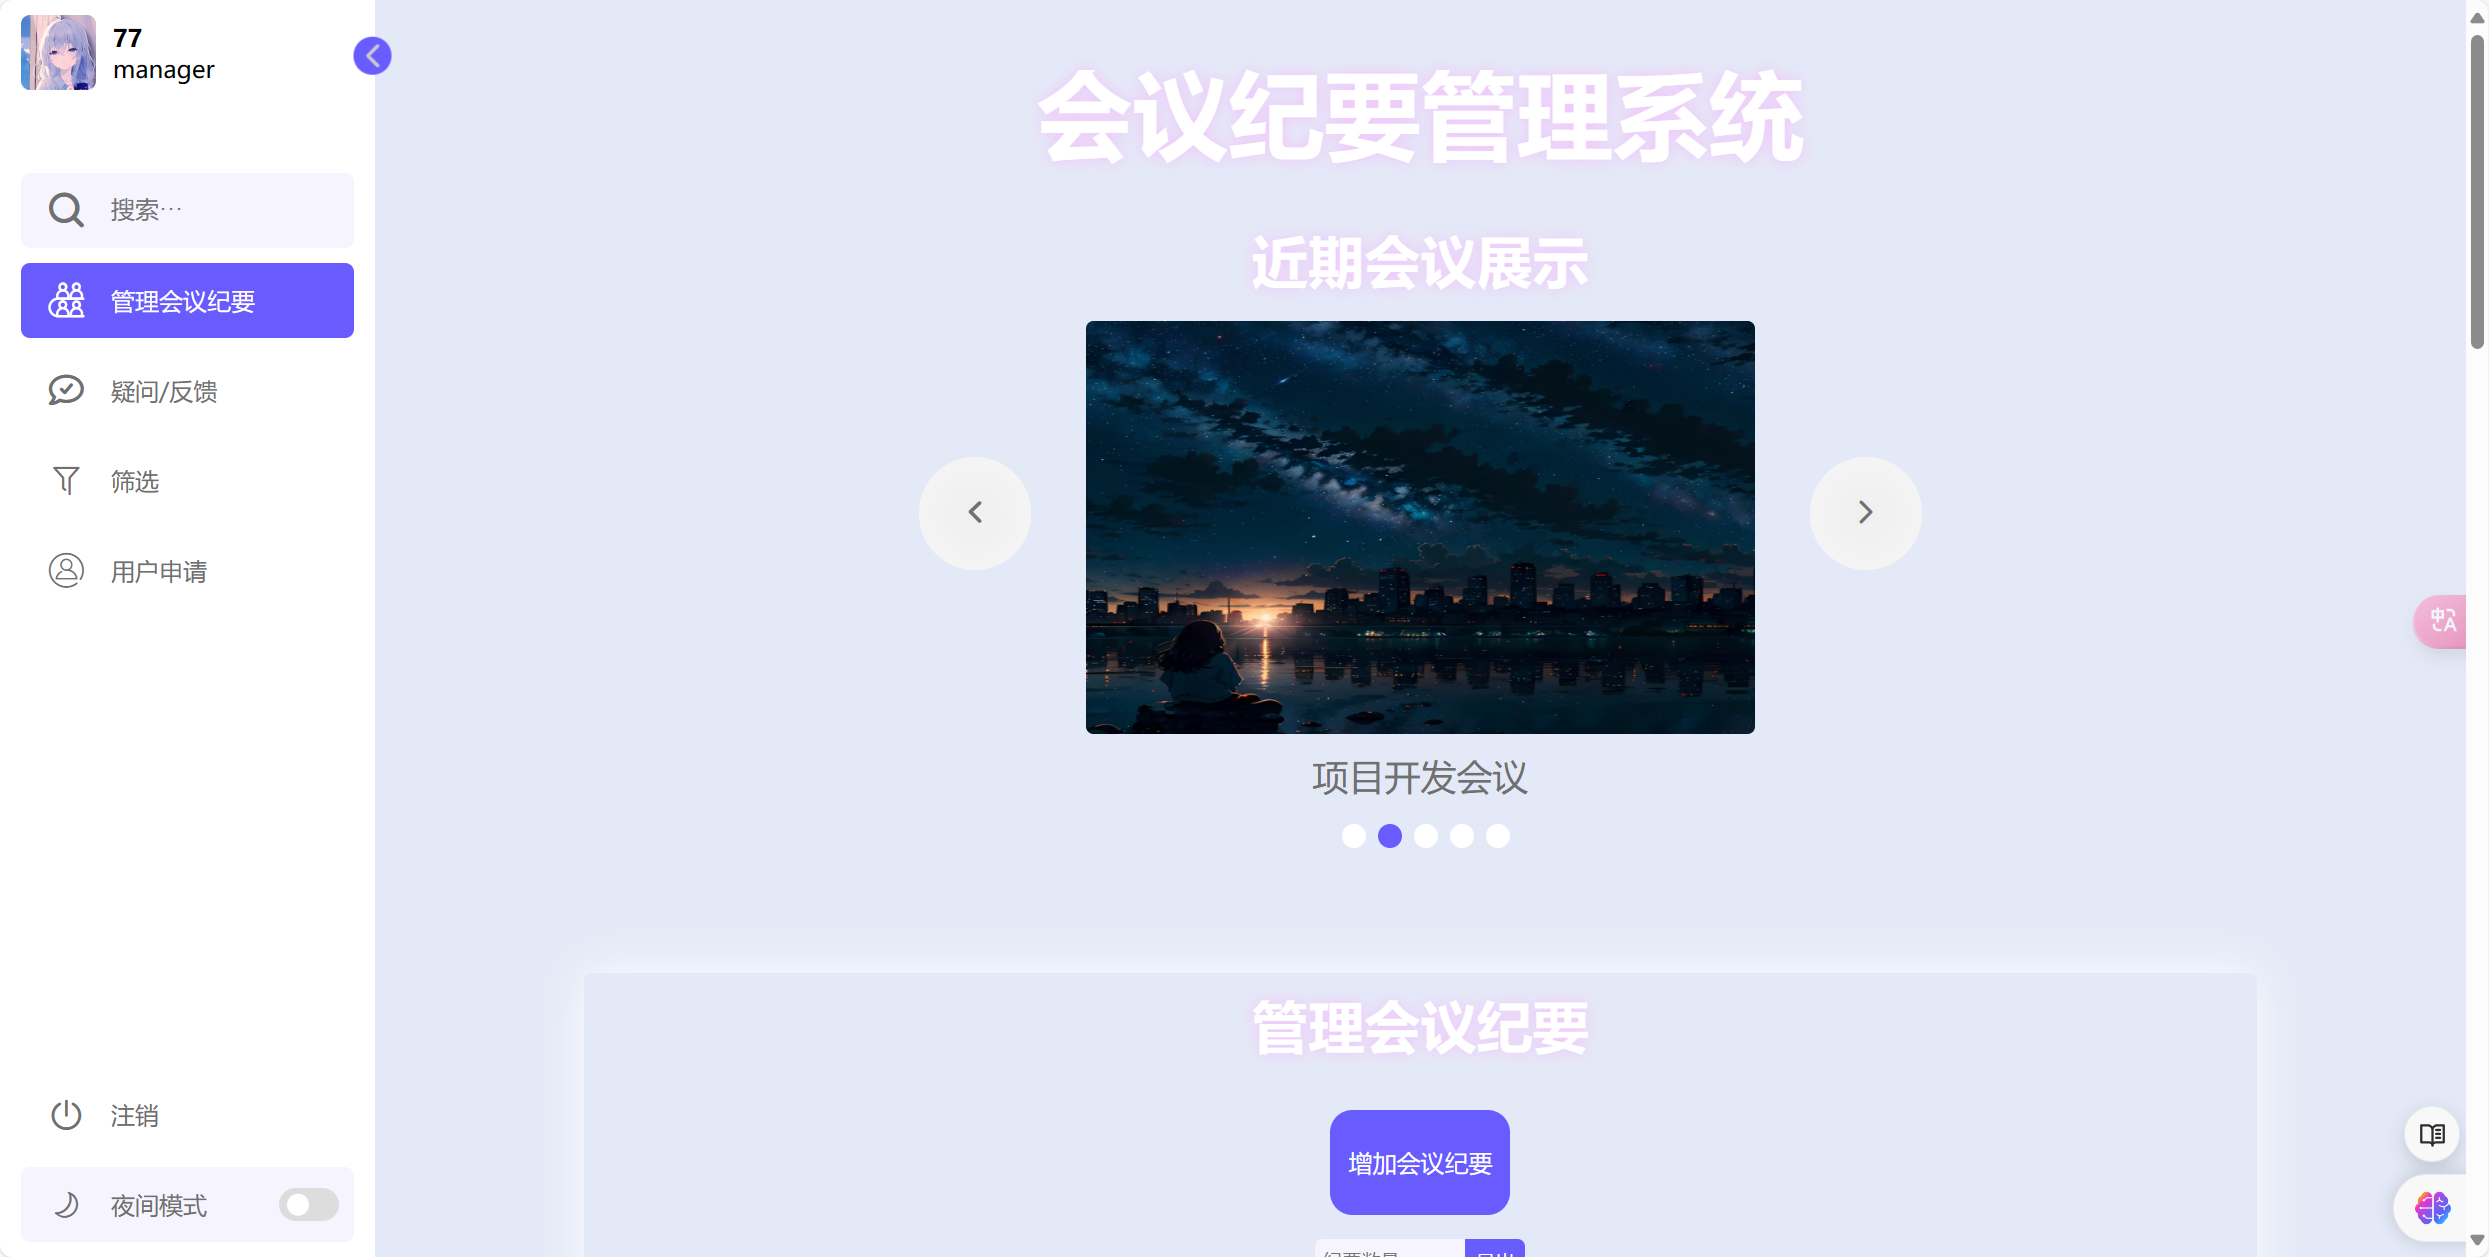 77
manager
搜索…
管理会议纪要
疑问/反馈
筛选
用户申请
注销
夜间模式
会议纪要管理系统
近期会议展示
项目开发会议
管理会议纪要
增加会议纪要